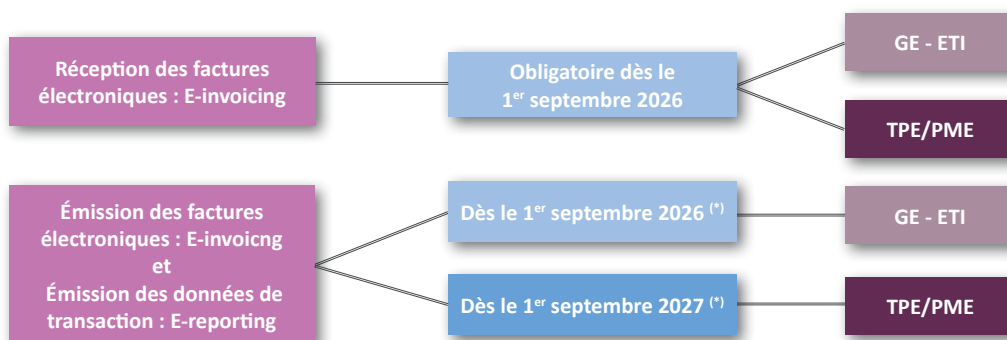 Réception des factures
électroniques : E-invoicing
Obligatoire dès le
1er septembre 2026
GE - ETI
TPE/PME
Émission des factures
électroniques : E-invoicng
et
Émission des données de
transaction : E-reporting
Dès le 1er septembre 2026 (*)
GE - ETI
Dès le 1er septembre 2027 (*)
TPE/PME